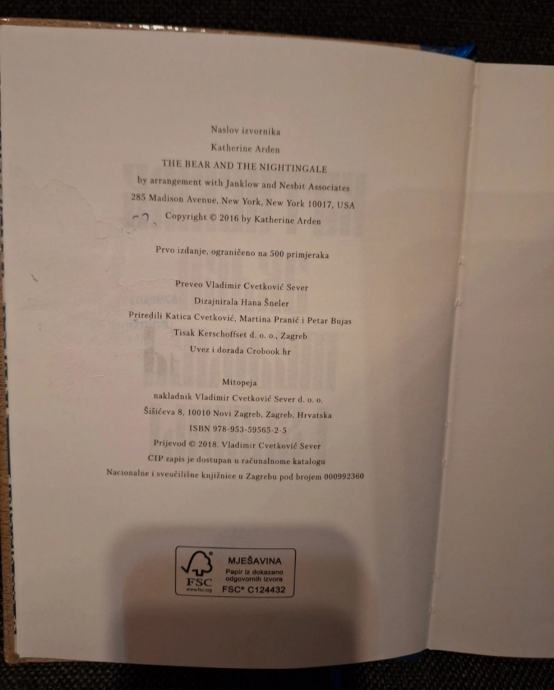 Naslov izvornika
Katherine Arden
THE BEAR AND THE NIGHTINGALE
by arrangement with Janklow and Nesbit Associates
285 Madison Avenue, New York, New York 10017, USA
Copyright © 2016 by Katherine Arden
Prvo izdanje, ograničeno na 500 primjeraka
Preveo Vladimir Cvetković Sever
Dizajnirala Hana Šneler
Priredili Katica Cvetković, Martina Pranić i Petar Bujas
Tisak Kerschoffset d. o. o., Zagreb
Uvez i dorada Crobook.hr
Mitopeja
nakladnik Vladimir Cvetković Sever d. o. o.
Šišićeva 8, 10010 Novi Zagreb, Zagreb, Hrvatska
ISBN 978-953-59565-2-5
Prijevod © 2018. Vladimir Cvetković Sever
CIP zapis je dostupan u računalnome katalogu
Nacionalne i sveučilišne knjižnice u Zagrebu pod brojem 000992360
FSC
www.fsc.org
MJEŠAVINA
Papir iz dokazano
odgovornih izvora
FSC® C124432